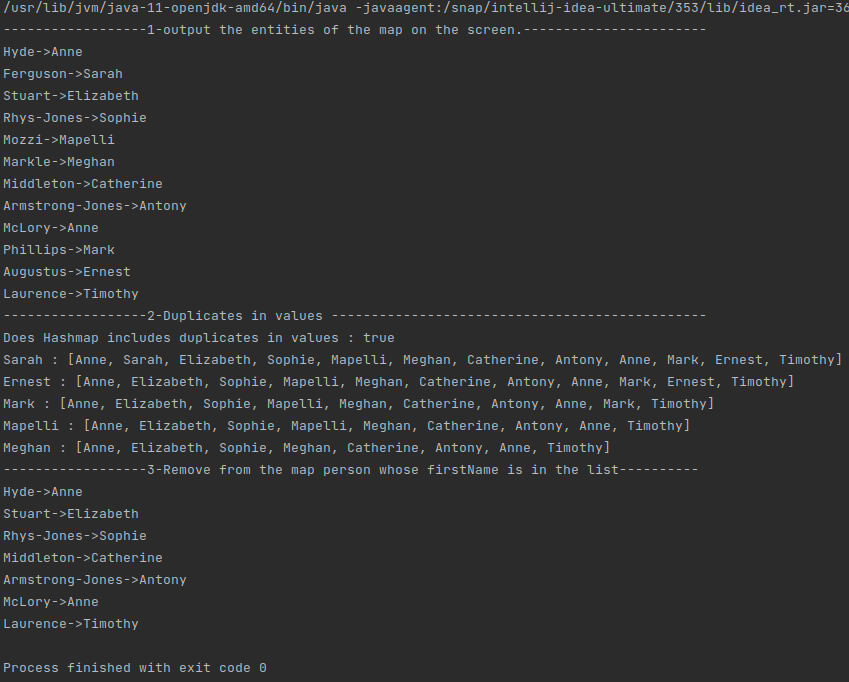 /usr/lib/jvm/java-11-openjdk-amd64/bin/java -javaagent:/snap/intellij-idea-ultimate/353/lib/idea_rt.jar=36
------------------1-output the entities of the map on the screen.-----------------------
Hyde->Anne
Ferguson->Sarah
Stuart->Elizabeth
Rhys-Jones->Sophie
Mozzi->Mapelli
Markle->Meghan
Middleton->Catherine
Armstrong-Jones->Antony
McLory->Anne
Phillips->Mark
Augustus->Ernest
Laurence->Timothy
------------------2-Duplicates in values -----------------------------------------------
Does Hashmap includes duplicates in values : true
Sarah : [Anne, Sarah, Elizabeth, Sophie, Mapelli, Meghan, Catherine, Antony, Anne, Mark, Ernest, Timothy]
Ernest : [Anne, Elizabeth, Sophie, Mapelli, Meghan, Catherine, Antony, Anne, Mark, Ernest, Timothy]
Mark : [Anne, Elizabeth, Sophie, Mapelli, Meghan, Catherine, Antony, Anne, Mark, Timothy]
Mapelli : [Anne, Elizabeth, Sophie, Mapelli, Meghan, Catherine, Antony, Anne, Timothy]
Meghan : [Anne, Elizabeth, Sophie, Meghan, Catherine, Antony, Anne, Timothy]
------------------3-Remove from the map person whose firstName is in the list----------
Hyde->Anne
Stuart->Elizabeth
Rhys-Jones->Sophie
Middleton->Catherine
Armstrong-Jones->Antony
McLory->Anne
Laurence->Timothy
Process finished with exit code 0